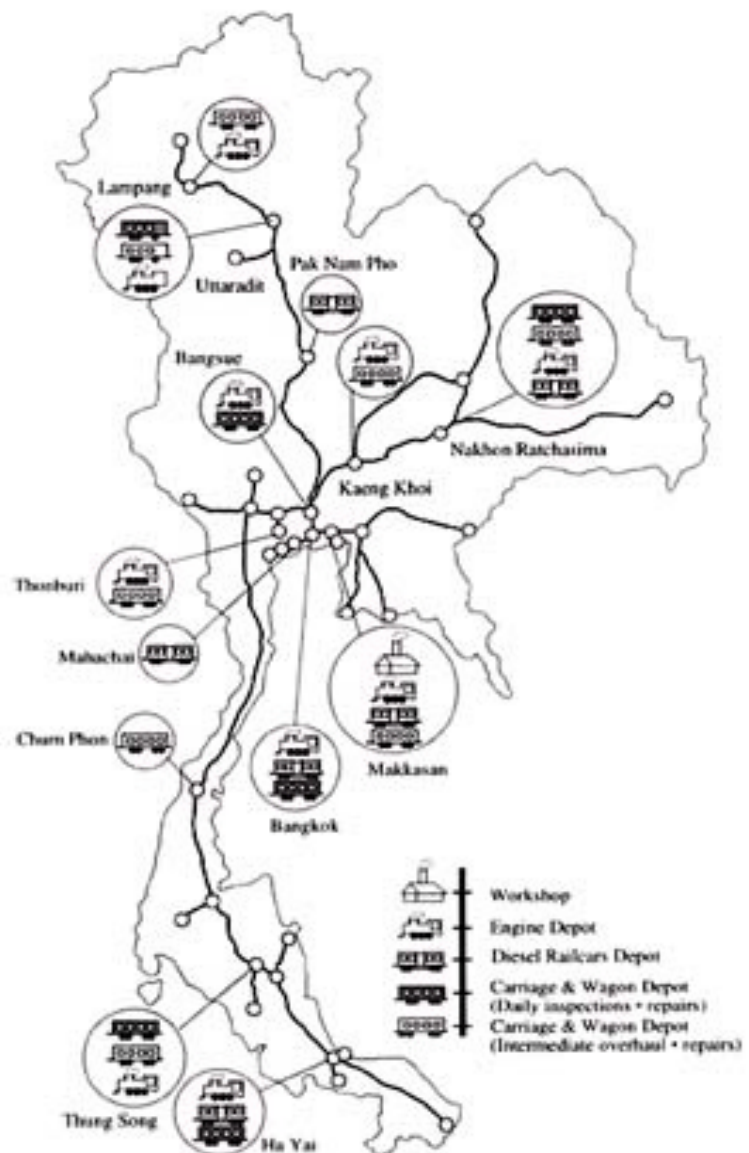 Lampang
Unaradit
Pak Nam Pho
Bangsue
Nakhon Ratchasima
Kaeng Khoi
Thonburi
Mahachai
Chum Phon
Makkasan
Bangkok
Workshop
Engine Depot
Diesel Railcars Depot
Carriage & Wagon Depot
(Daily inspections • repairs)
Carriage & Wagon Depot
(Intermediate overhaul • repairs)
Thung Song
Ha Yai